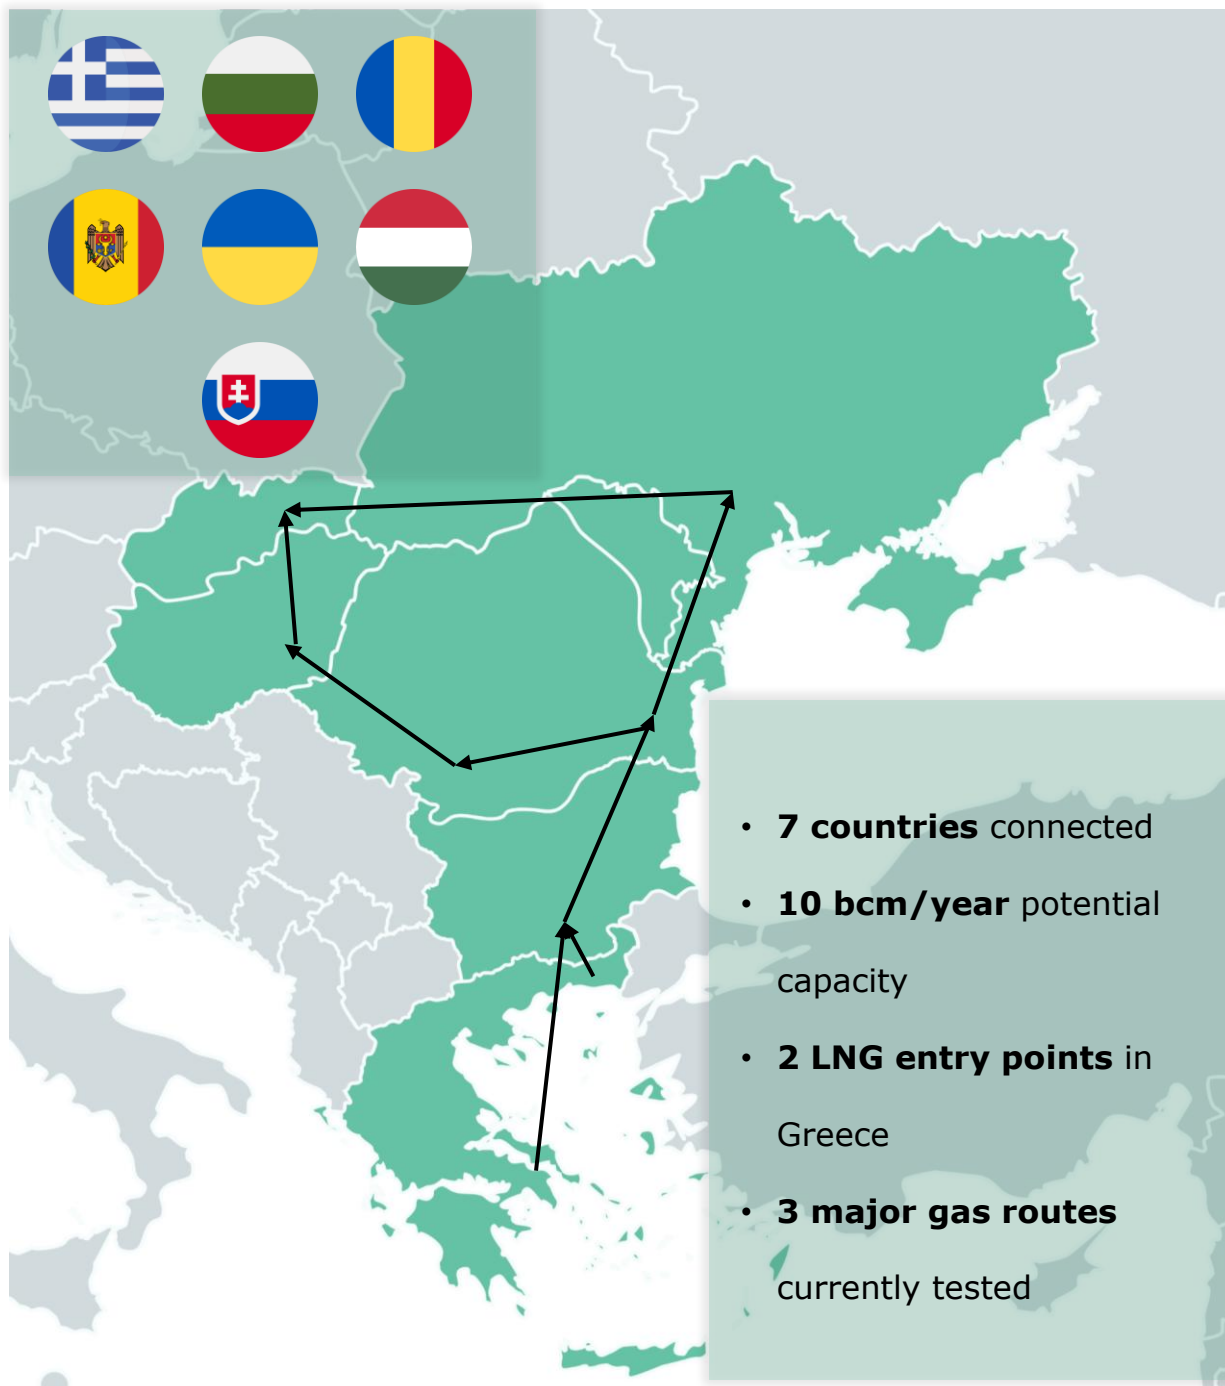 • 7 countries connected
• 10 bcm/year potential
capacity
• 2 LNG entry points in
Greece
• 3 major gas routes
currently tested